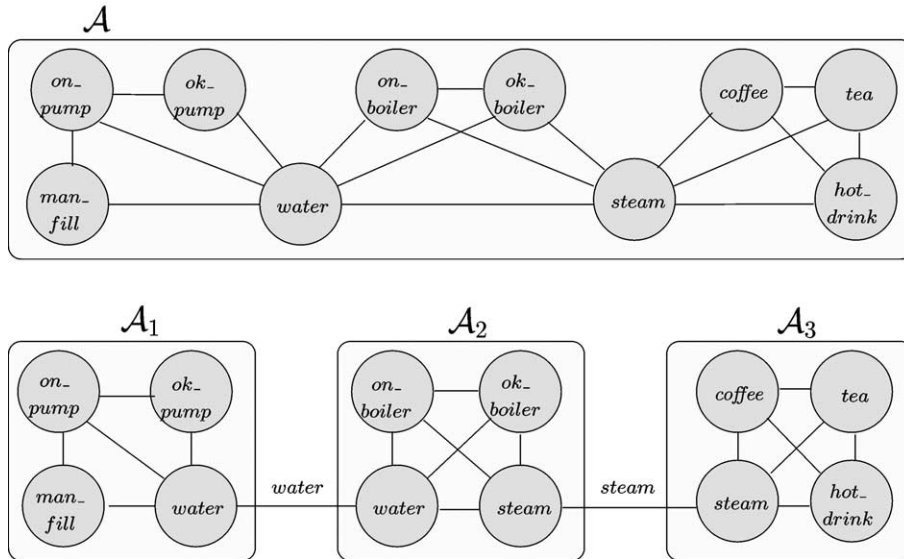 𝒜
on_
pump
ok_
pump
on_
boiler
ok_
boiler
coffee
tea
man_
fill
water
steam
hot_
drink
𝒜₁
𝒜₂
𝒜₃
on_
pump
ok_
pump
man_
fill
water
water
on_
boiler
ok_
boiler
water
steam
steam
coffee
tea
steam
hot_
drink